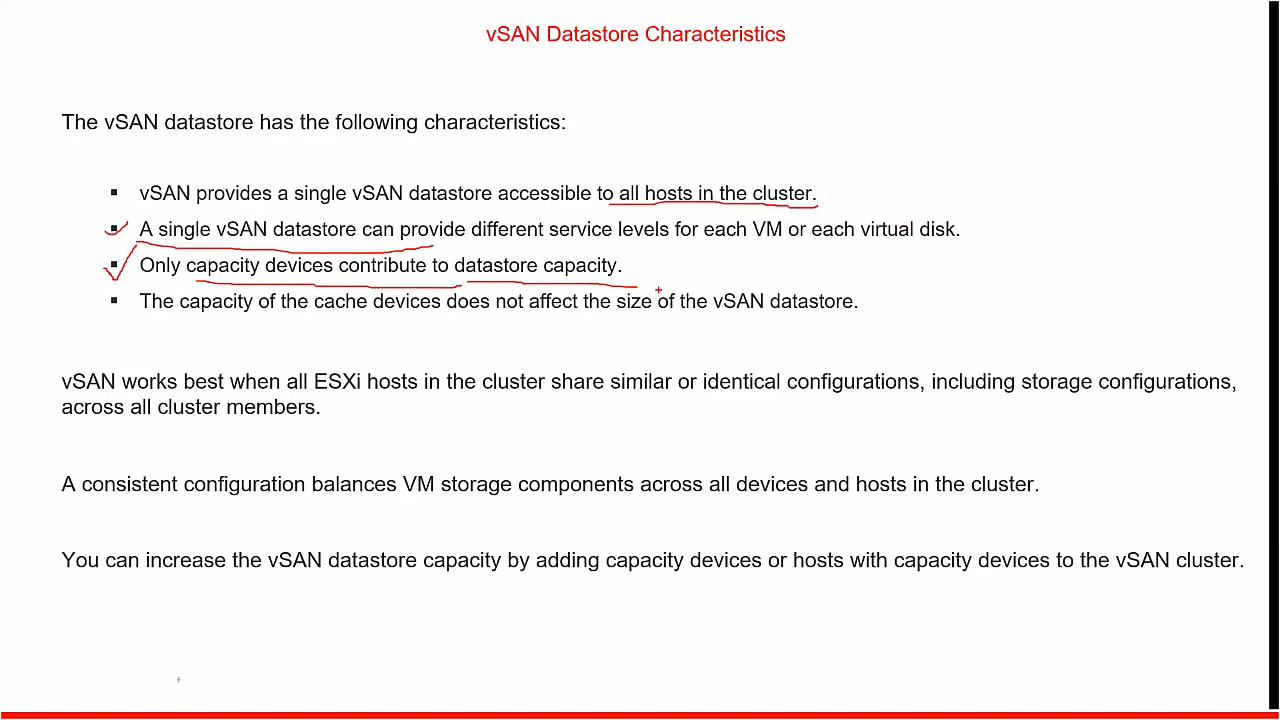 vSAN Datastore Characteristics
The vSAN datastore has the following characteristics:
▪ vSAN provides a single vSAN datastore accessible to all hosts in the cluster.
▪ A single vSAN datastore can provide different service levels for each VM or each virtual disk.
▪ Only capacity devices contribute to datastore capacity.
▪ The capacity of the cache devices does not affect the size of the vSAN datastore.
vSAN works best when all ESXi hosts in the cluster share similar or identical configurations, including storage configurations,
across all cluster members.
A consistent configuration balances VM storage components across all devices and hosts in the cluster.
You can increase the vSAN datastore capacity by adding capacity devices or hosts with capacity devices to the vSAN cluster.